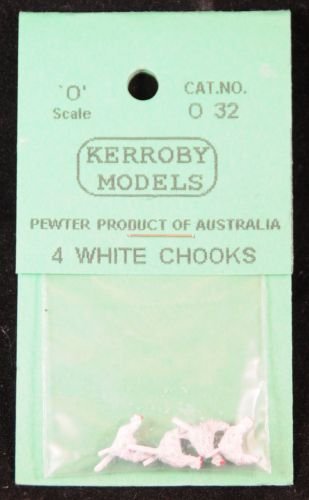 'O'
Scale
CAT.NO.
O 32
KERROBY
MODELS
PEWTER PRODUCT OF AUSTRALIA
4 WHITE CHOOKS